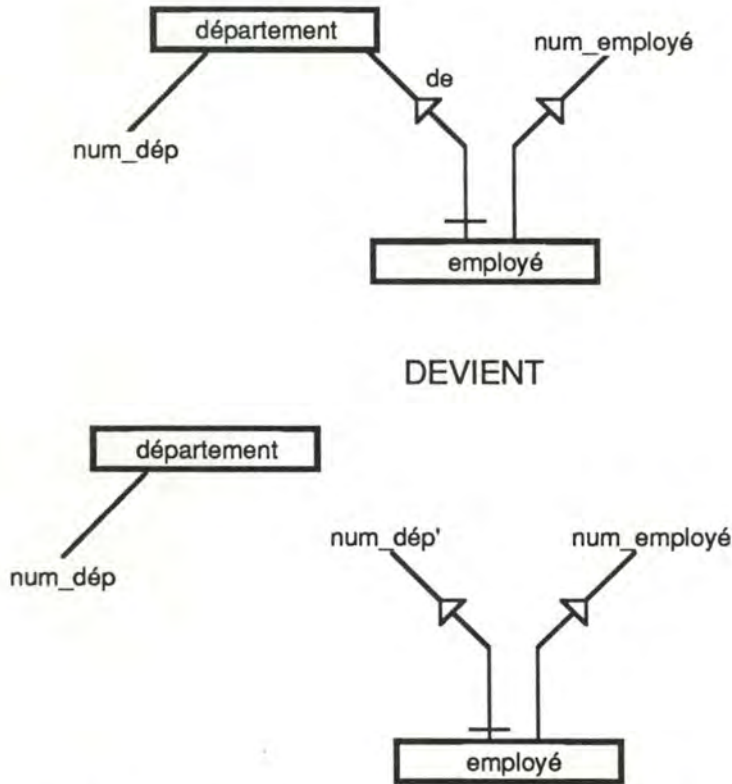 département
num_employé
de
num_dép
employé
DEVIENT
département
num_dép'
num_employé
num_dép
employé